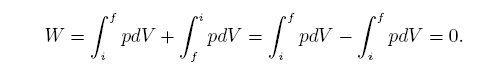 W = ∫_i^f pdV + ∫_f^i pdV = ∫_i^f pdV − ∫_i^f pdV = 0.